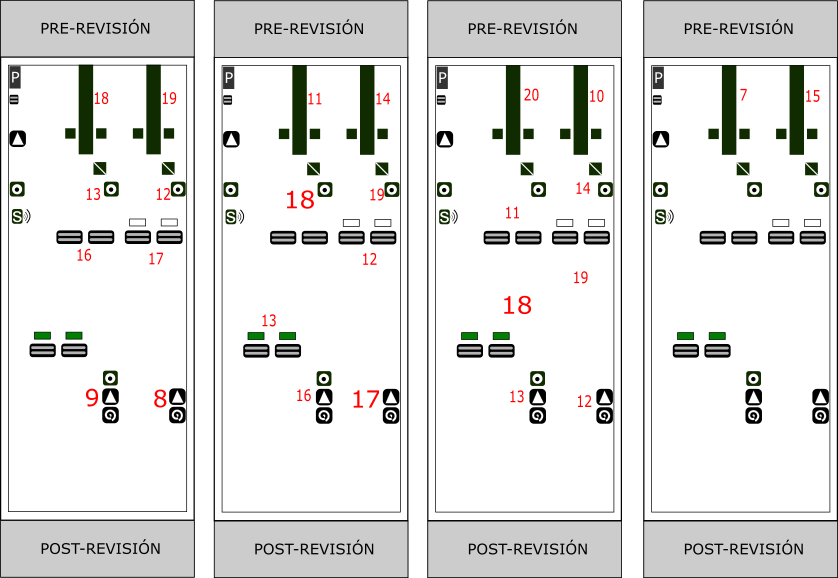 PRE-REVISIÓN PRE-REVISIÓN PRE-REVISIÓN PRE-REVISIÓN
P P P P
18 19 11 14 20 10 7 15
13 12 18 19 14
S S S S
11
16 17 12
19
18
13
9 8 16 17 13 12
POST-REVISIÓN POST-REVISIÓN POST-REVISIÓN POST-REVISIÓN